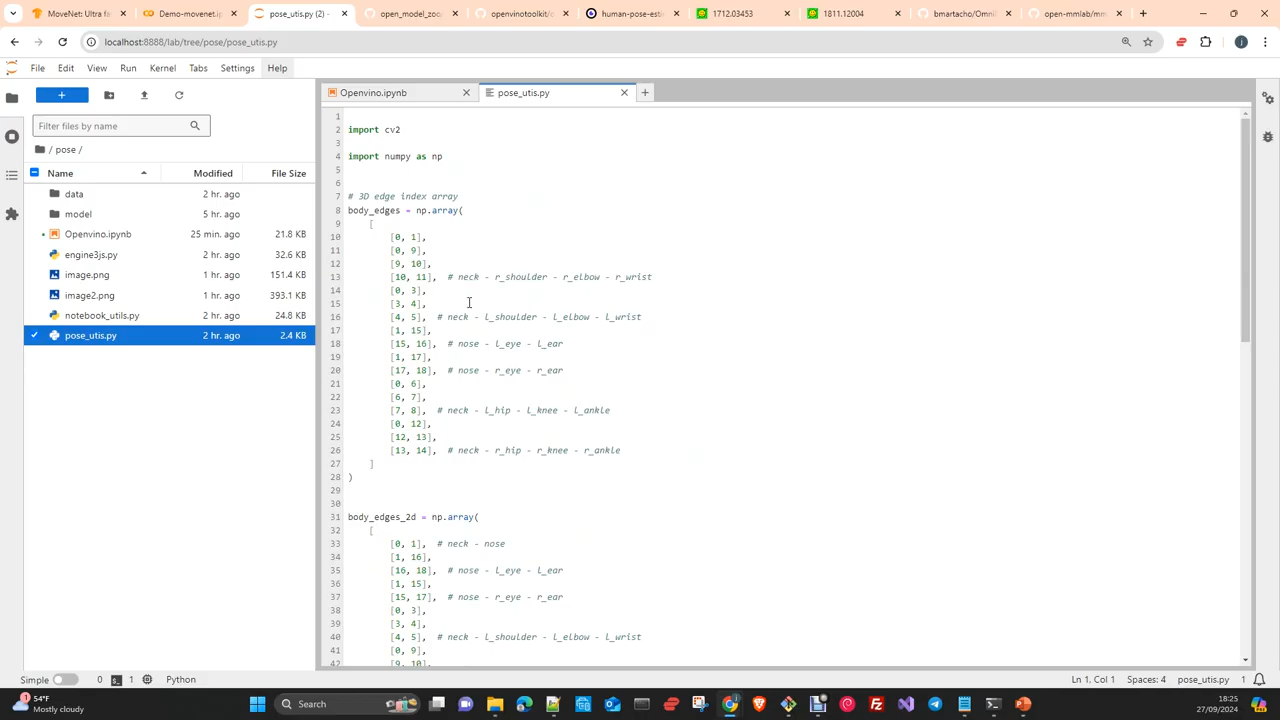 MoveNet: Ultra fa
Demo-movenet.ip
pose_utis.py (2) -
open_model_zoo
openvinotoolkit/o
human-pose-esti
1712.03453
1811.12004
bmartacho/Omni
open-mmlab/mm
localhost:8888/lab/tree/pose/pose_utis.py
File Edit View Run Kernel Tabs Settings Help
Openvino.ipynb
pose_utis.py
Filter files by name
/ pose /
Name Modified File Size
data 2 hr. ago
model 5 hr. ago
Openvino.ipynb 25 min. ago 21.8 KB
engine3js.py 2 hr. ago 32.6 KB
image.png 1 hr. ago 151.4 KB
image2.png 1 hr. ago 393.1 KB
notebook_utils.py 2 hr. ago 24.8 KB
pose_utis.py 2 hr. ago 2.4 KB
1
2 import cv2
3
4 import numpy as np
5
6
7 # 3D edge index array
8 body_edges = np.array(
9 [
10 [0, 1],
11 [0, 9],
12 [9, 10],
13 [10, 11], # neck - r_shoulder - r_elbow - r_wrist
14 [0, 3],
15 [3, 4],
16 [4, 5], # neck - l_shoulder - l_elbow - l_wrist
17 [1, 15],
18 [15, 16], # nose - l_eye - l_ear
19 [1, 17],
20 [17, 18], # nose - r_eye - r_ear
21 [0, 6],
22 [6, 7],
23 [7, 8], # neck - l_hip - l_knee - l_ankle
24 [0, 12],
25 [12, 13],
26 [13, 14], # neck - r_hip - r_knee - r_ankle
27 ]
28 )
29
30
31 body_edges_2d = np.array(
32 [
33 [0, 1], # neck - nose
34 [1, 16],
35 [16, 18], # nose - l_eye - l_ear
36 [1, 15],
37 [15, 17], # nose - r_eye - r_ear
38 [0, 3],
39 [3, 4],
40 [4, 5], # neck - l_shoulder - l_elbow - l_wrist
41 [0, 9],
42 [9, 10],
Simple 0 1 Python Ln 1, Col 1 Spaces: 4 pose_utis.py 1
54°F
Mostly cloudy
Search
18:25
27/09/2024